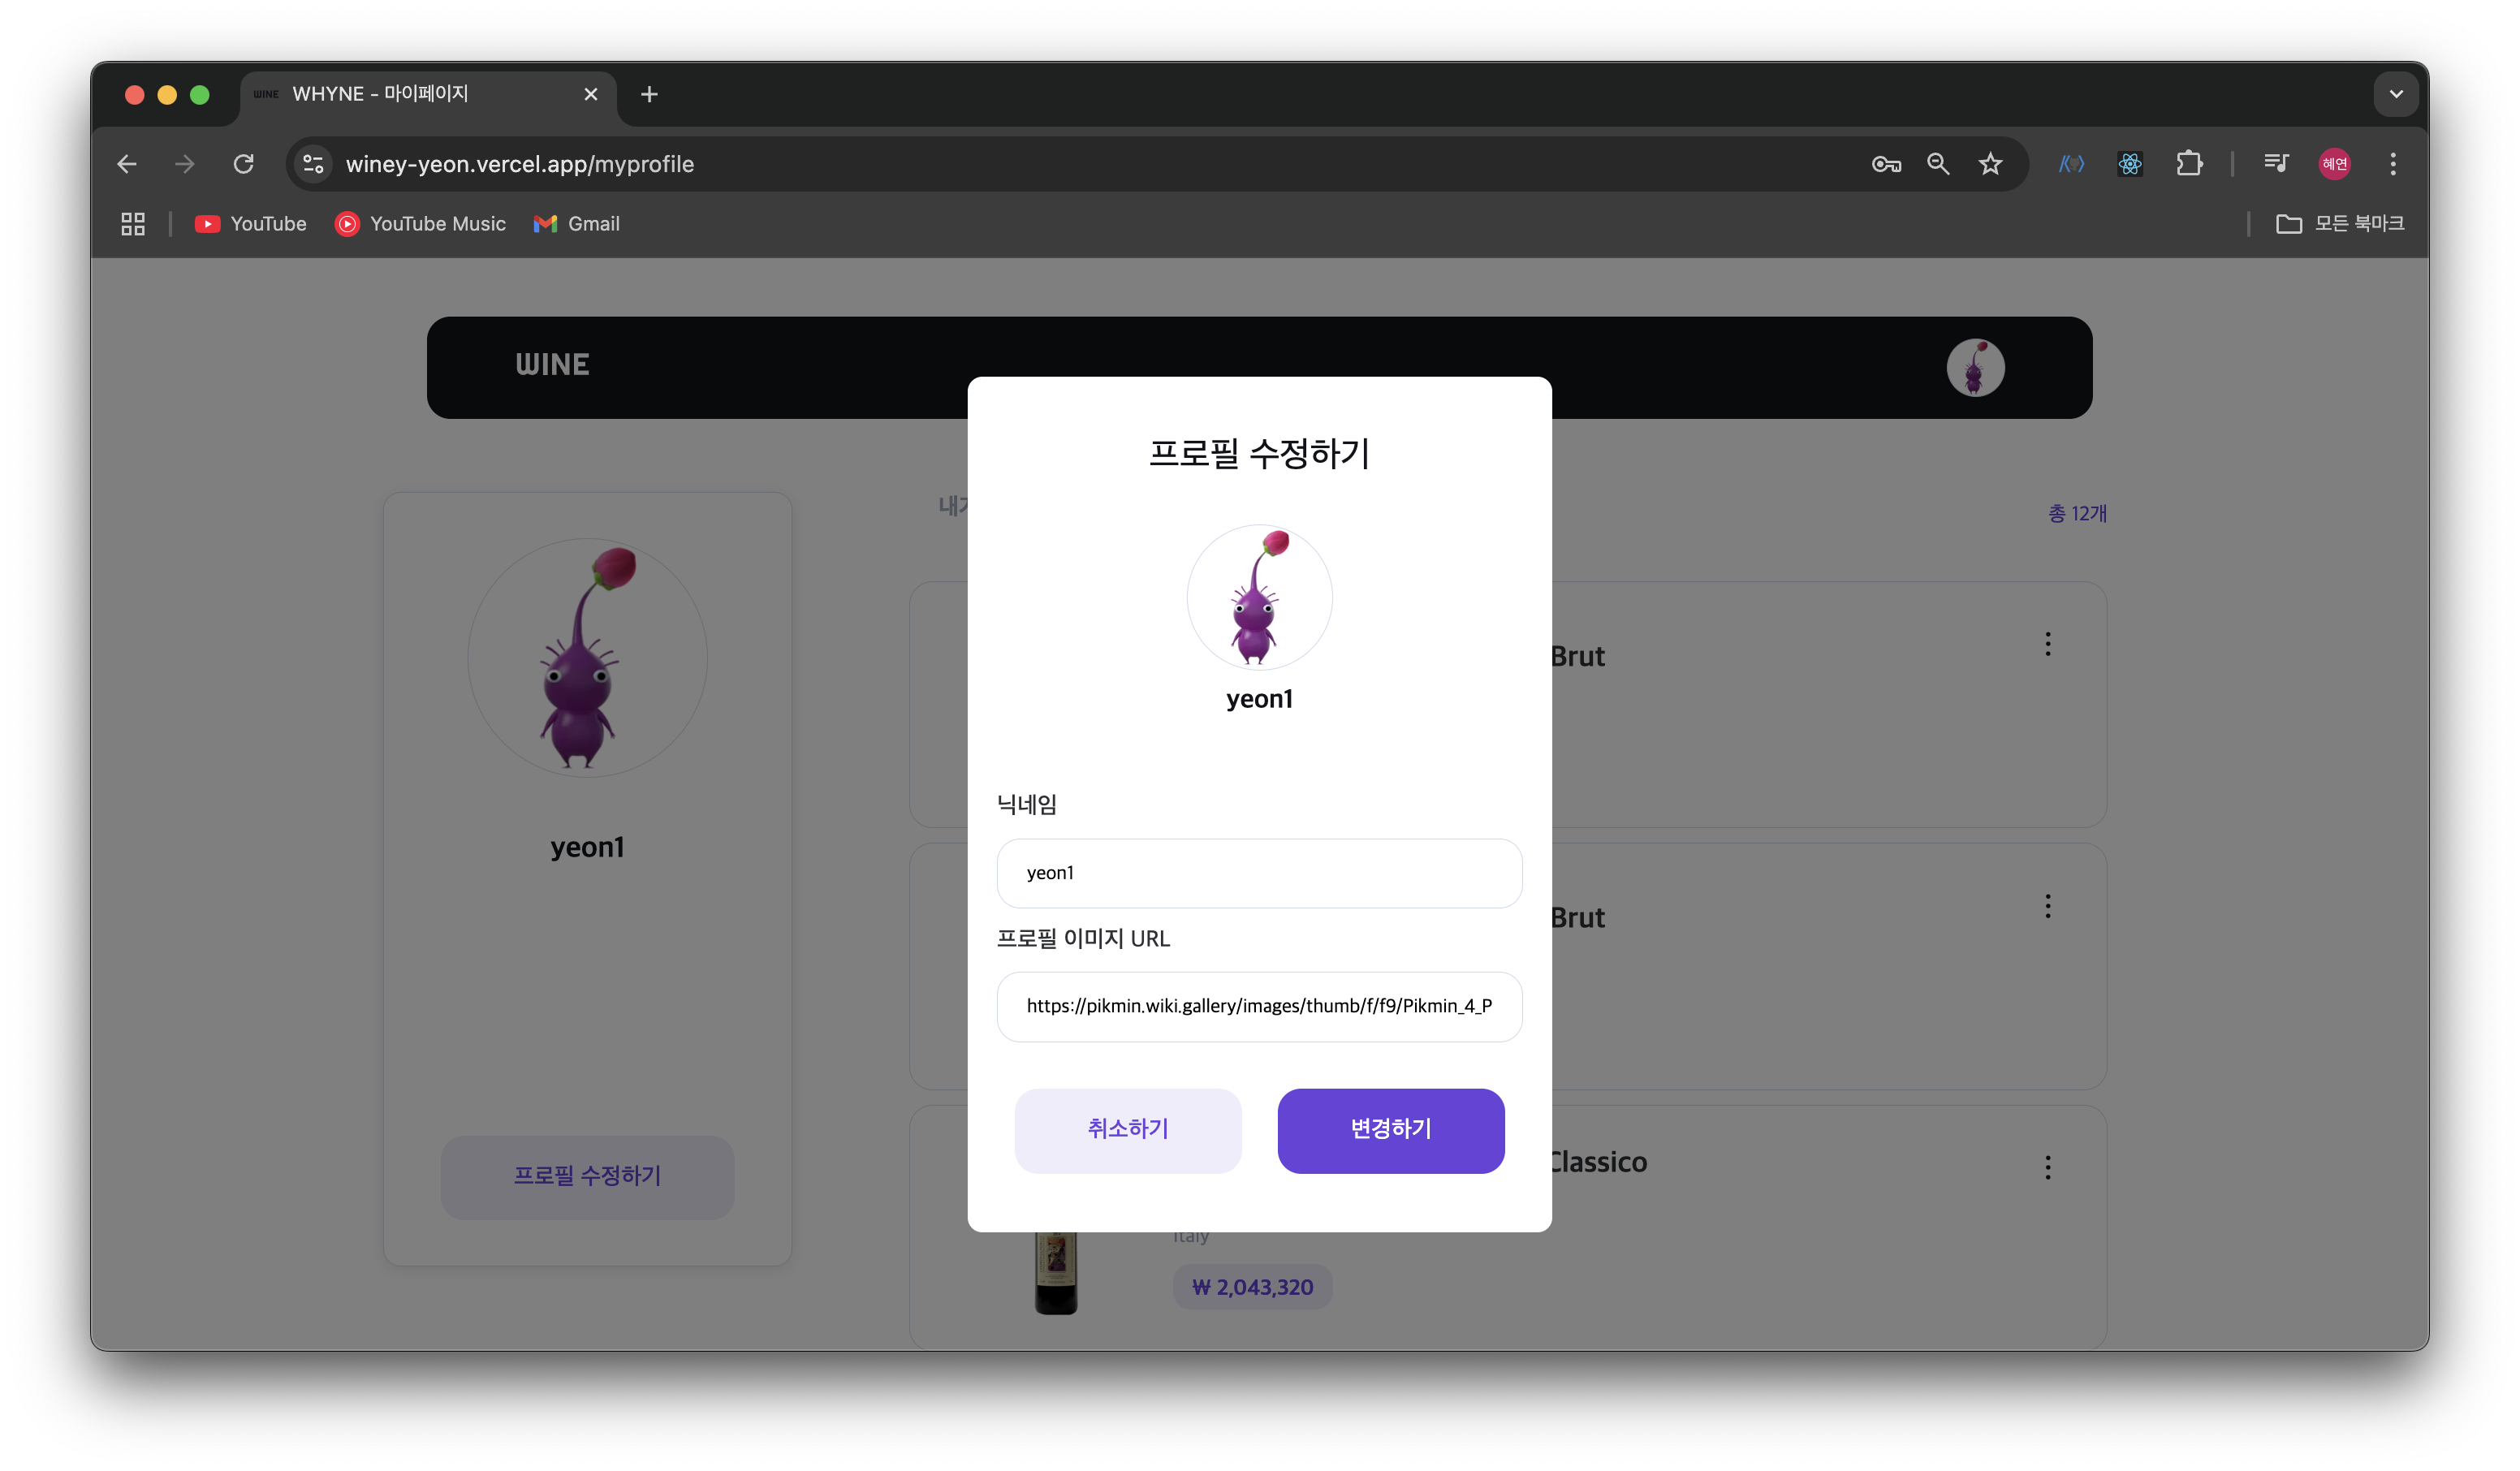 WINE WHYNE - 마이페이지
winey-yeon.vercel.app/myprofile
혜연
YouTube YouTube Music Gmail 모든 북마크
WINE
프로필 수정하기
총 12개
yeon1
Brut
닉네임
yeon1
yeon1
Brut
프로필 이미지 URL
https://pikmin.wiki.gallery/images/thumb/f/f9/Pikmin_4_P
취소하기 변경하기
Classico
프로필 수정하기
Italy
₩ 2,043,320